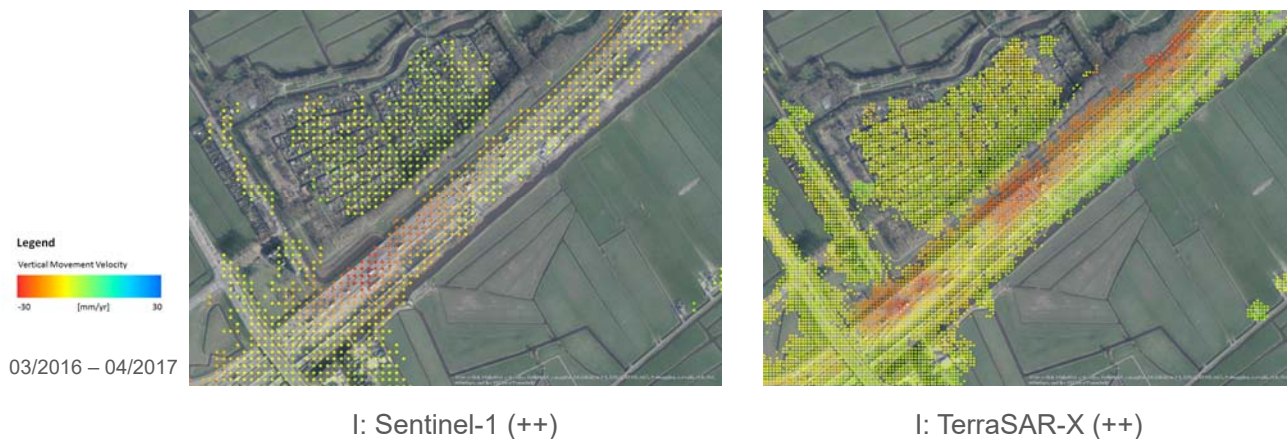 Legend
Vertical Movement Velocity
-30 [mm/yr] 30
03/2016 – 04/2017
I: Sentinel-1 (++)
I: TerraSAR-X (++)